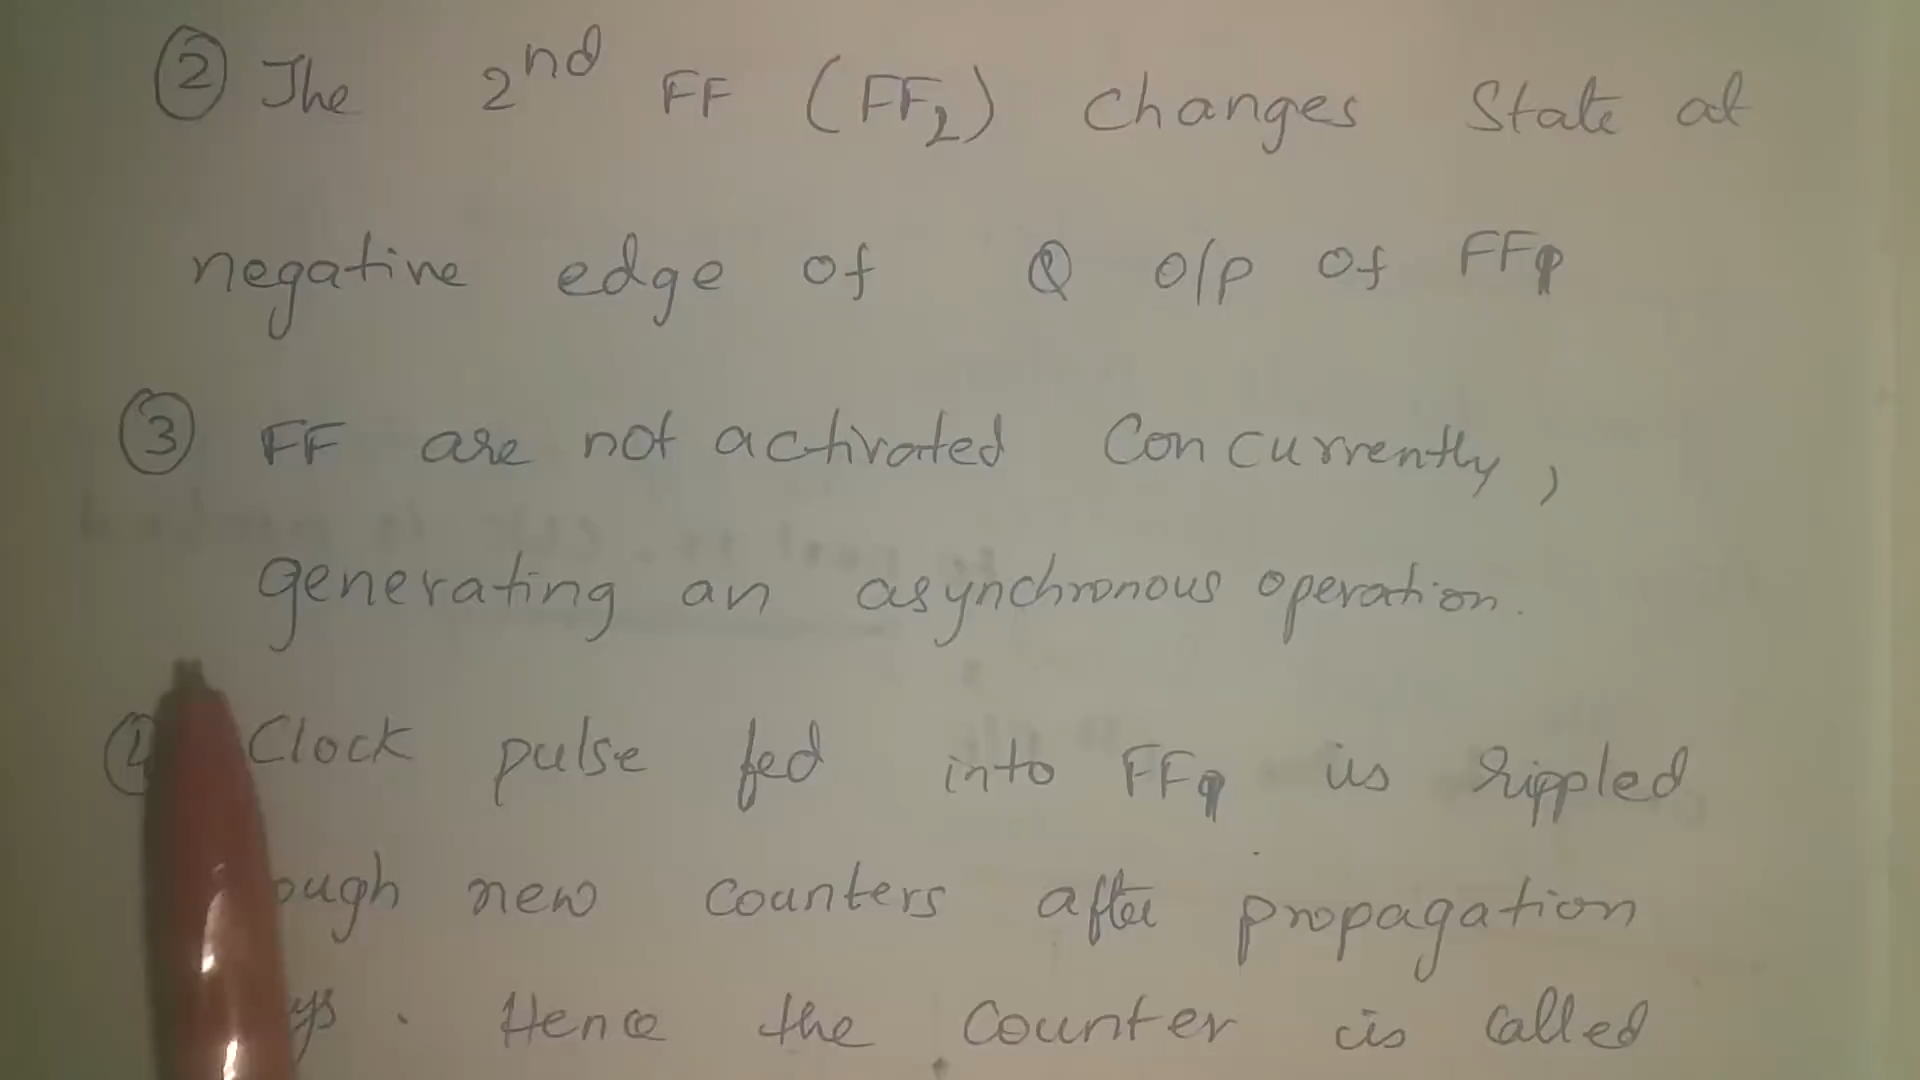 ② The 2nd FF (FF2) changes State at
negative edge of Q o/p of FF1
③ FF are not activated Concurrently,
generating an asynchronous operation.
Clock pulse fed into FF1 is rippled
new counters after propagation
. Hence the Counter is called